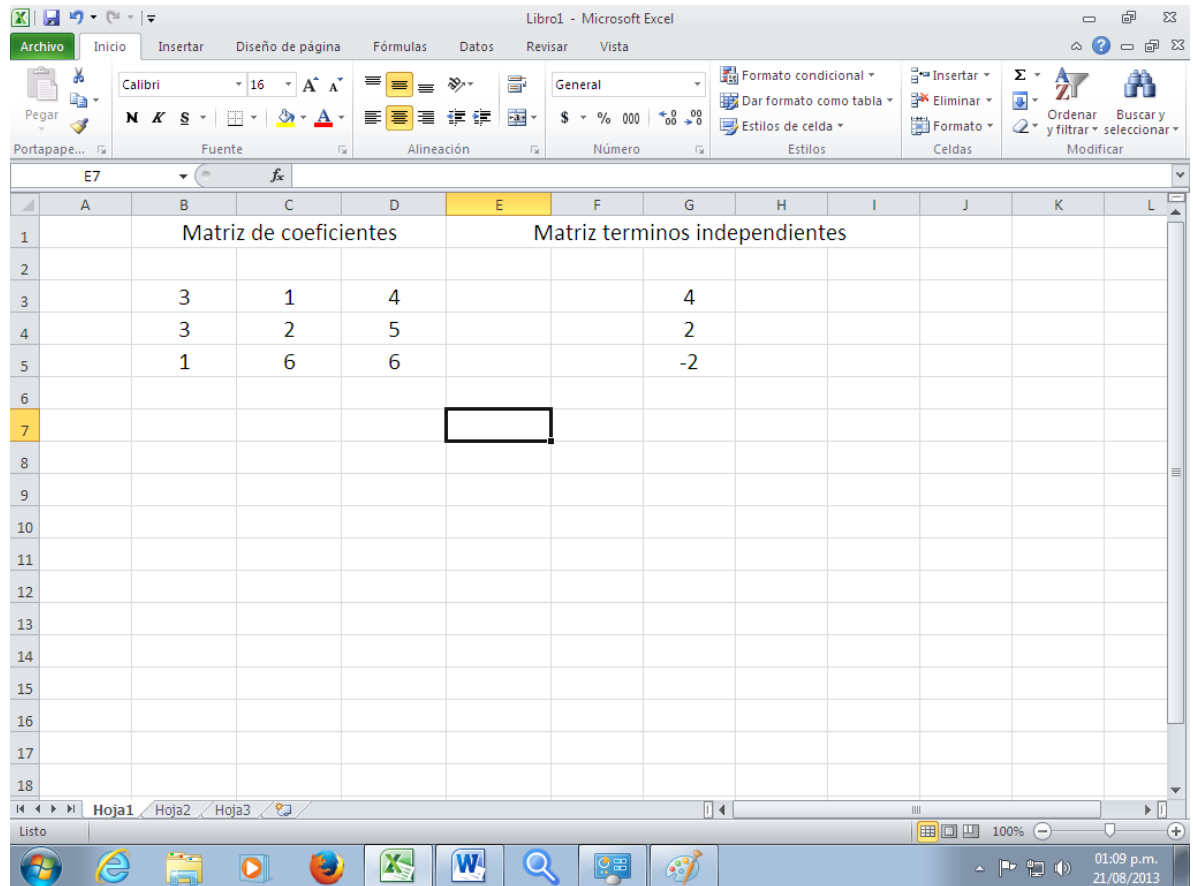 Libro1 - Microsoft Excel
Archivo Inicio Insertar Diseño de página Fórmulas Datos Revisar Vista
Calibri 16 A A General Formato condicional Insertar Σ A Z
Pegar Dar formato como tabla Eliminar Ordenar y filtrar Buscar y seleccionar
N K S A $ % 000 Estilos de celda Formato
Portapape... Fuente Alineación Número Estilos Celdas Modificar
E7 fx
A B C D E F G H I J K L
1 Matriz de coeficientes Matriz terminos independientes
2
3 3 1 4 4
4 3 2 5 2
5 1 6 6 -2
6
7
8
9
10
11
12
13
14
15
16
17
18
Hoja1 Hoja2 Hoja3
Listo 100%
01:09 p.m.
21/08/2013